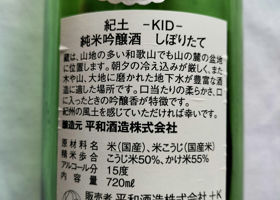 紀土 -KID-
純米吟醸酒 しぼりたて
蔵は、山地の多い和歌山でも山の麓の盆地
に位置します。朝夕の冷え込みが厳しく、また
木や山、大地に磨かれた地下水が豊富な酒
造に適した場所です。口当たりの柔らかく、口
に入ったときの吟醸香が特徴です。
紀州の風土を感じていただければ幸いです。
醸造元 平和酒造株式会社
原材料名 米(国産)、米こうじ(国産米)
精米歩合 こうじ米50%、かけ米55%
アルコール分 15度
内容量 720ml
販売者 平和酒造株式会社